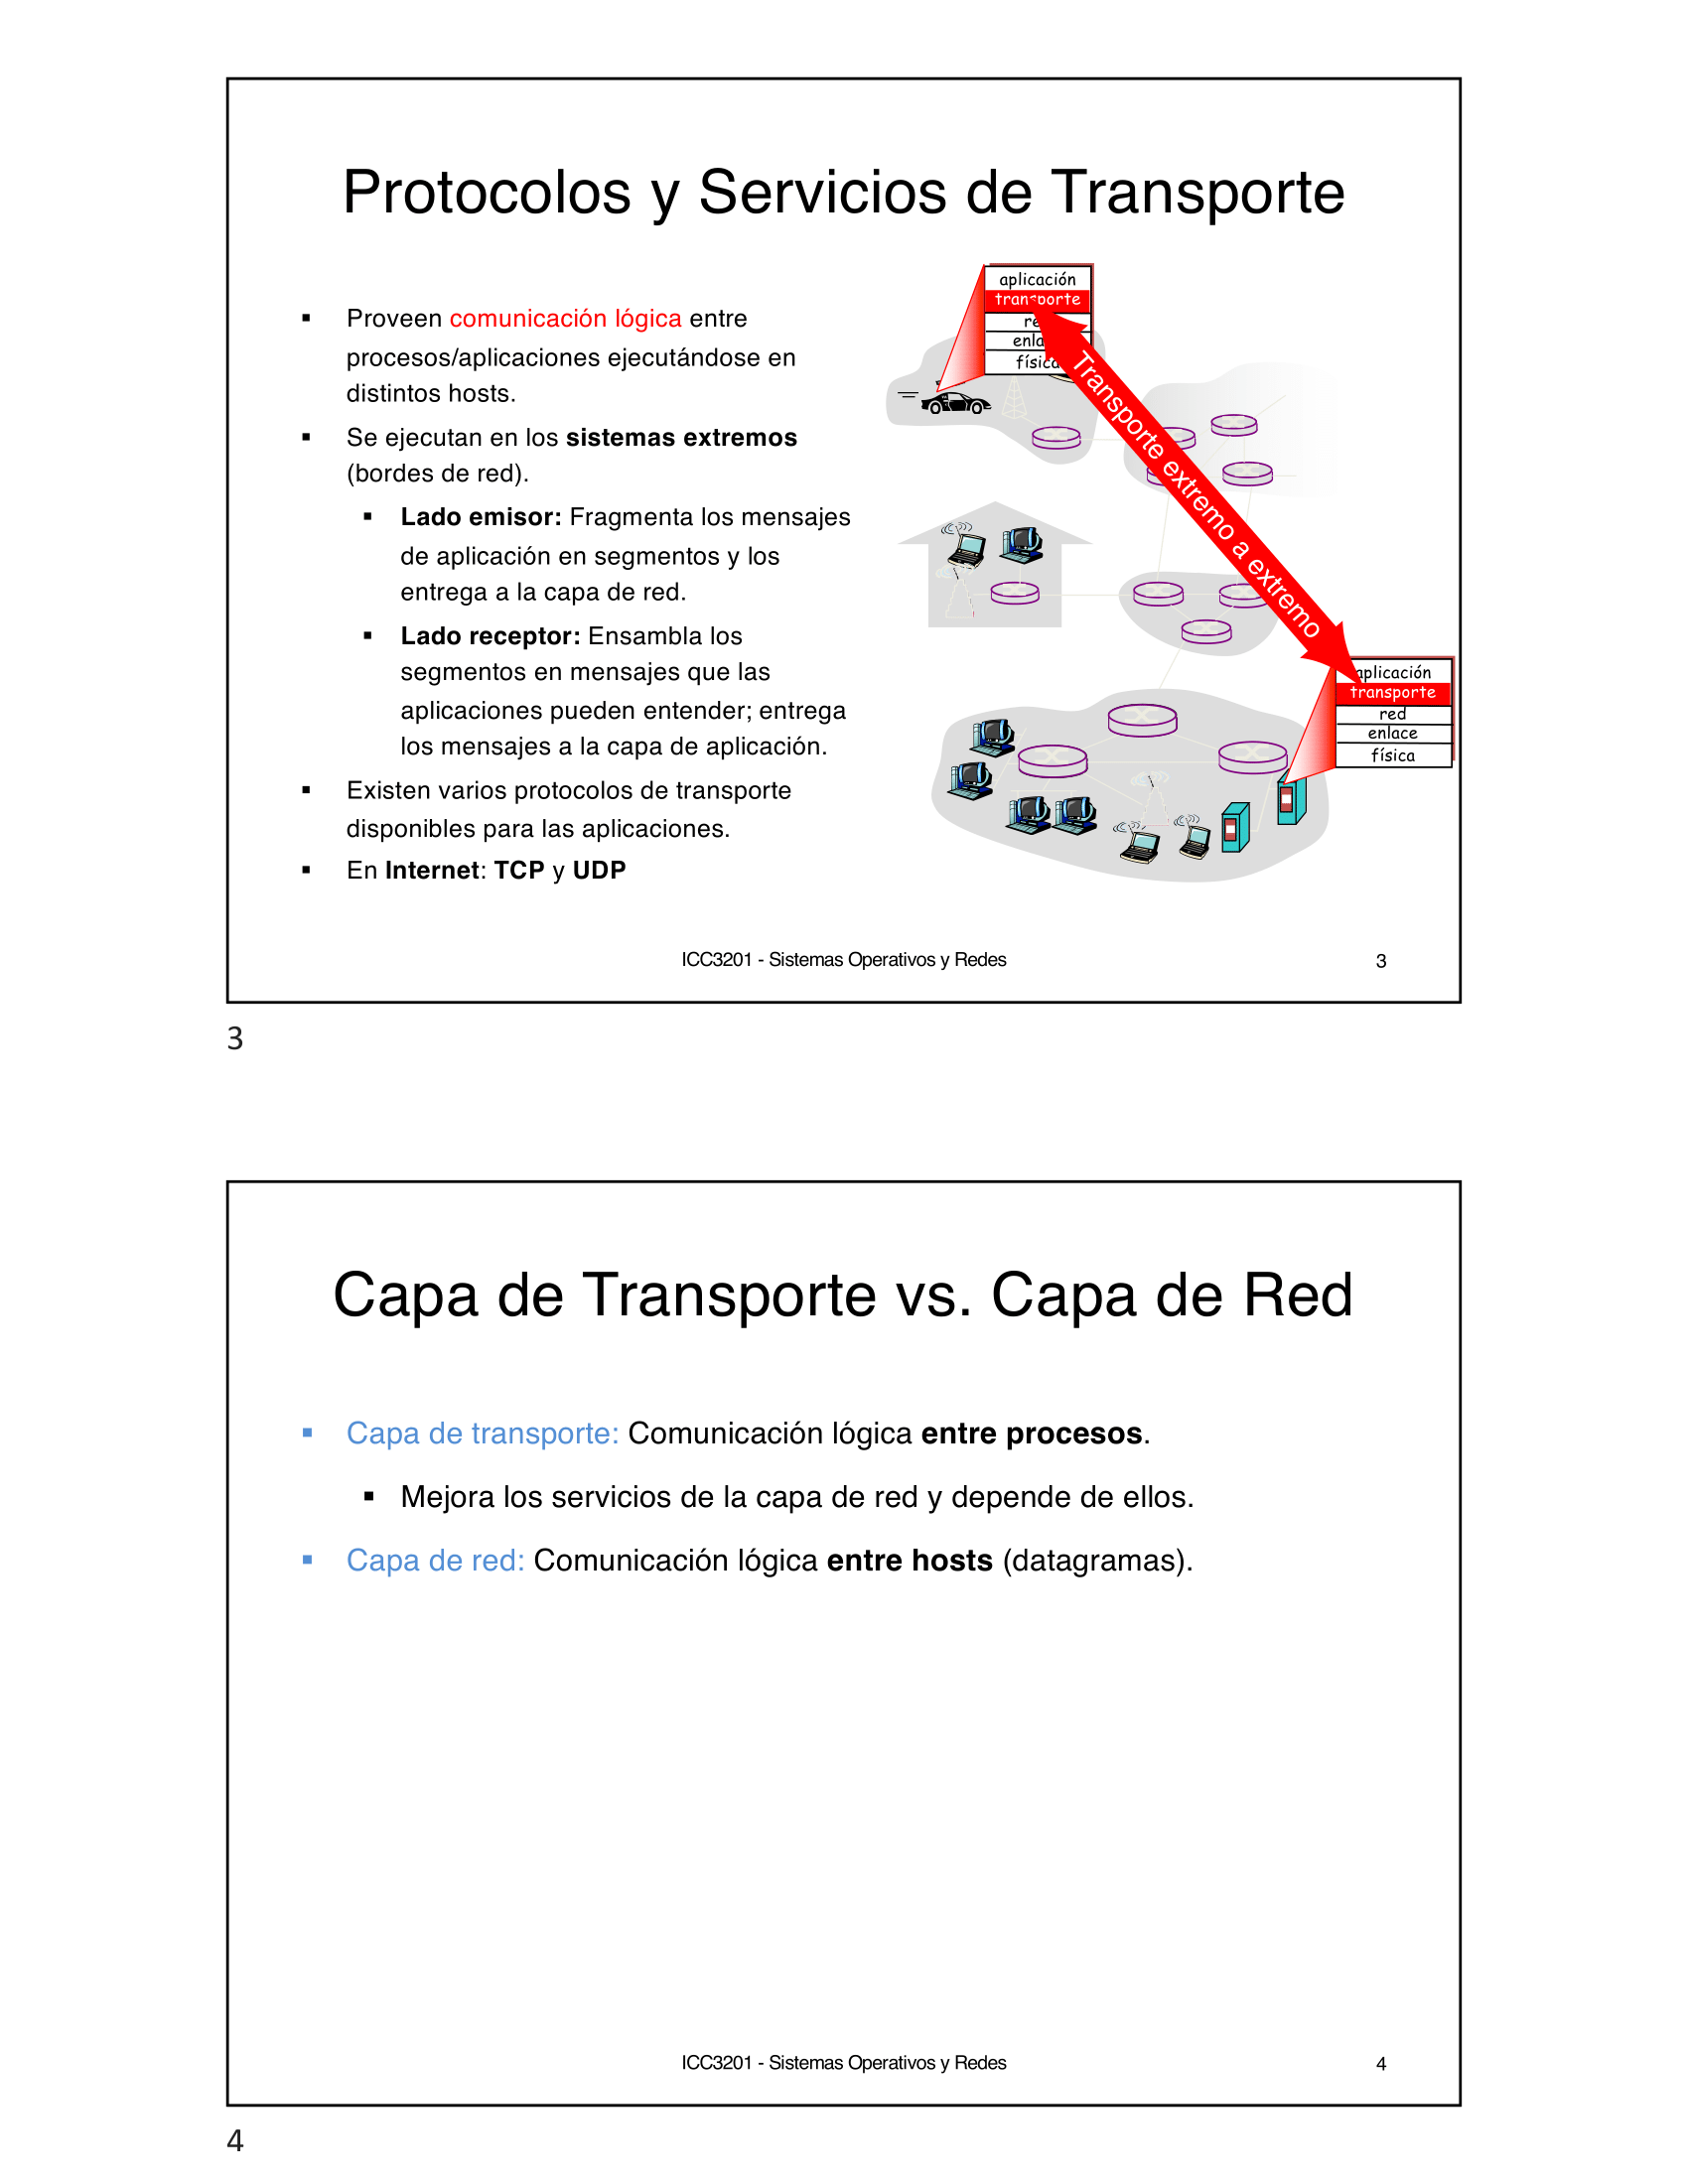 Protocolos y Servicios de Transporte
▪ Proveen comunicación lógica entre
procesos/aplicaciones ejecutándose en
distintos hosts.
▪ Se ejecutan en los sistemas extremos
(bordes de red).
▪ Lado emisor: Fragmenta los mensajes
de aplicación en segmentos y los
entrega a la capa de red.
▪ Lado receptor: Ensambla los
segmentos en mensajes que las
aplicaciones pueden entender; entrega
los mensajes a la capa de aplicación.
▪ Existen varios protocolos de transporte
disponibles para las aplicaciones.
▪ En Internet: TCP y UDP
aplicación
transporte
física
Transporte extremo a extremo
aplicación
transporte
red
enlace
física
ICC3201 - Sistemas Operativos y Redes
3
3
Capa de Transporte vs. Capa de Red
▪ Capa de transporte: Comunicación lógica entre procesos.
▪ Mejora los servicios de la capa de red y depende de ellos.
▪ Capa de red: Comunicación lógica entre hosts (datagramas).
ICC3201 - Sistemas Operativos y Redes
4
4